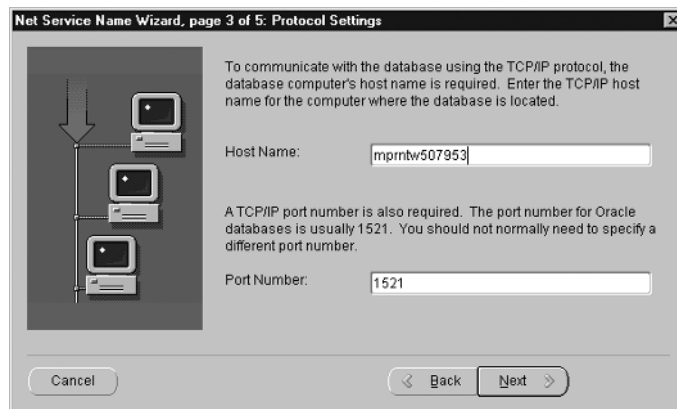 Net Service Name Wizard, page 3 of 5: Protocol Settings
To communicate with the database using the TCP/IP protocol, the
database computer's host name is required. Enter the TCP/IP host
name for the computer where the database is located.
Host Name:
mprntw507953
A TCP/IP port number is also required. The port number for Oracle
databases is usually 1521. You should not normally need to specify a
different port number.
Port Number:
1521
Cancel
Back
Next